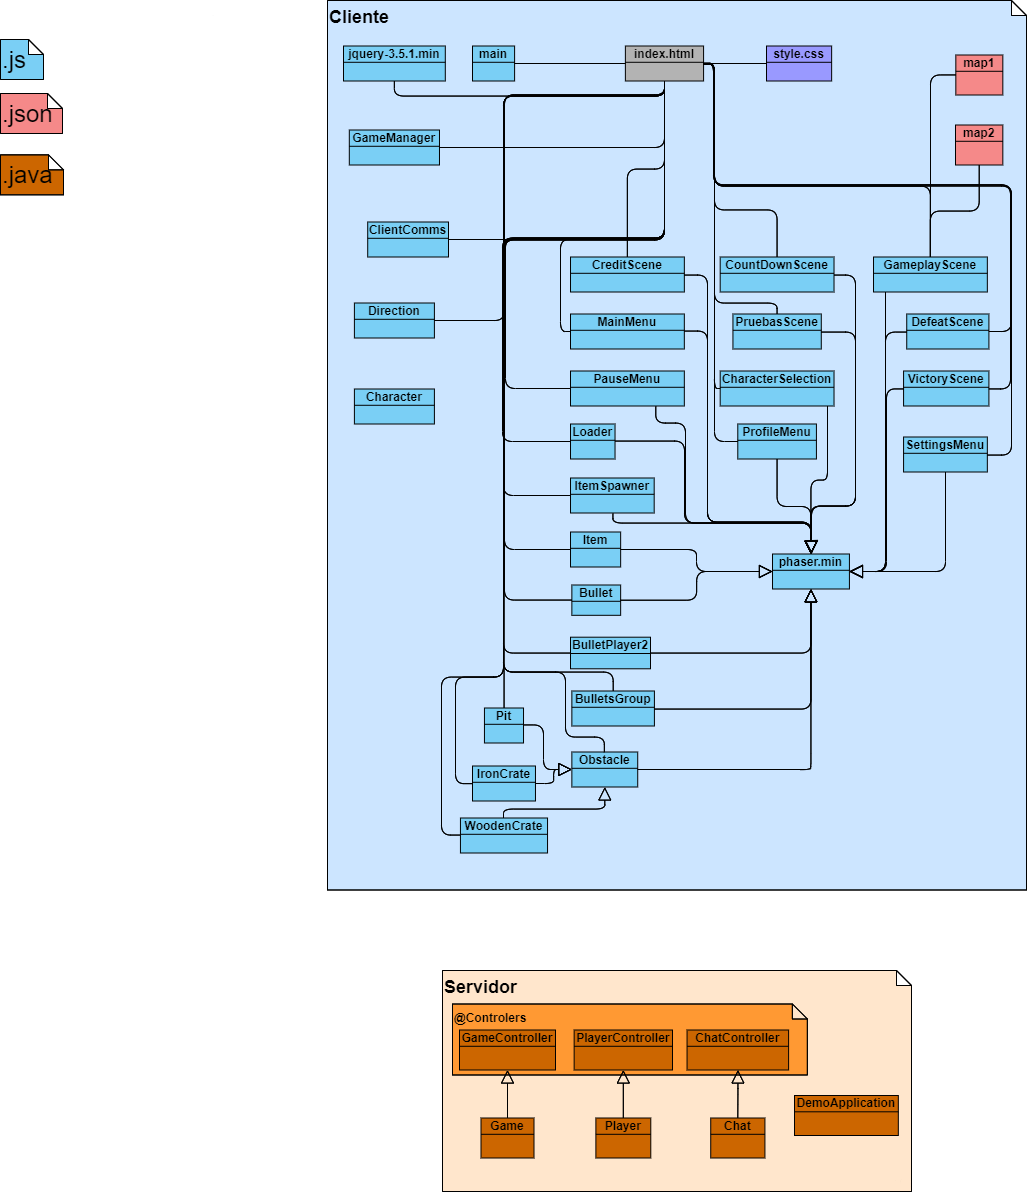 Cliente
jquery-3.5.1.min
main
index.html
style.css
map1
.js
.json
map2
GameManager
.java
ClientComms
CreditScene
CountDownScene
GameplayScene
Direction
MainMenu
PruebasScene
DefeatScene
PauseMenu
CharacterSelection
VictoryScene
Character
Loader
ProfileMenu
SettingsMenu
ItemSpawner
Item
phaser.min
Bullet
BulletPlayer2
BulletsGroup
Pit
Obstacle
IronCrate
WoodenCrate
Servidor
@Controlers
GameController
PlayerController
ChatController
DemoApplication
Game
Player
Chat